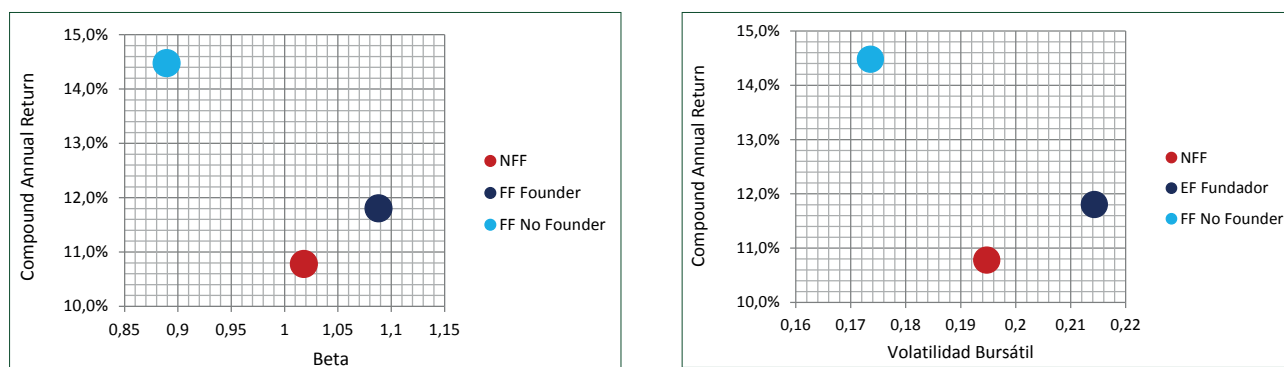 Compound Annual Return
15,0%
14,0%
13,0%
12,0%
11,0%
10,0%
0,85 0,9 0,95 1 1,05 1,1 1,15
Beta
NFF
FF Founder
FF No Founder
Compound Annual Return
15,0%
14,0%
13,0%
12,0%
11,0%
10,0%
0,16 0,17 0,18 0,19 0,2 0,21 0,22
Volatilidad Bursátil
NFF
EF Fundador
FF No Founder